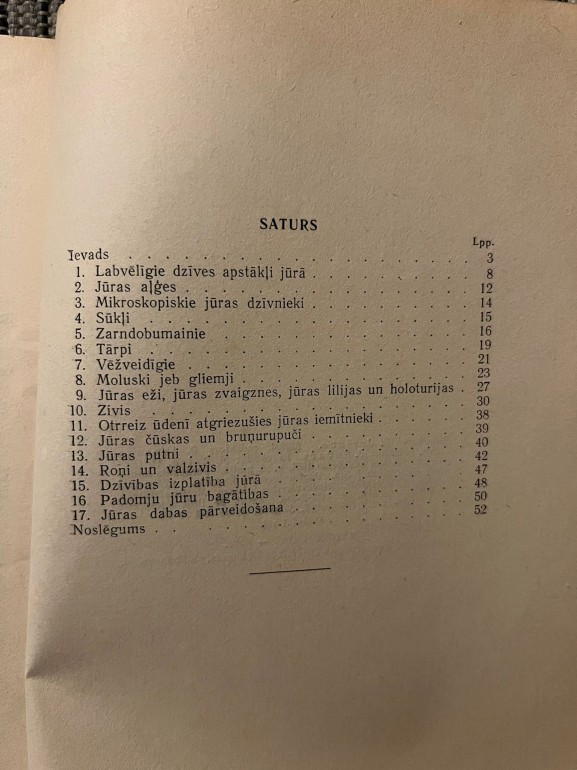 SATURS
Lpp.
Ievads . . . . . . . . . . . . . . . . . 3
1. Labvēlīgie dzīves apstākļi jūrā . . . . . . . . 8
2. Jūras aļģes . . . . . . . . . . . . . . 12
3. Mikroskopiskie jūras dzīvnieki . . . . . . . . 14
4. Sūkļi . . . . . . . . . . . . . . . . 15
5. Zarndobumainie . . . . . . . . . . . . 16
6. Tārpi . . . . . . . . . . . . . . . . 19
7. Vēžveidīgie . . . . . . . . . . . . . . 21
8. Moluski jeb gliemji . . . . . . . . . . . 23
9. Jūras eži, jūras zvaigznes, jūras lilijas un holoturijas . 27
10. Zivis . . . . . . . . . . . . . . . . 30
11. Otrreiz ūdenī atgriezušies jūras iemītnieki . . . . 38
12. Jūras čūskas un bruņurupuči . . . . . . . . 39
13. Jūras putni . . . . . . . . . . . . . . 40
14. Roņi un valzivis . . . . . . . . . . . . 42
15. Dzīvības izplatība jūrā . . . . . . . . . . 47
16 Padomju jūru bagātības . . . . . . . . . . 48
17. Jūras dabas pārveidošana . . . . . . . . . 50
Noslēgums . . . . . . . . . . . . . . . 52